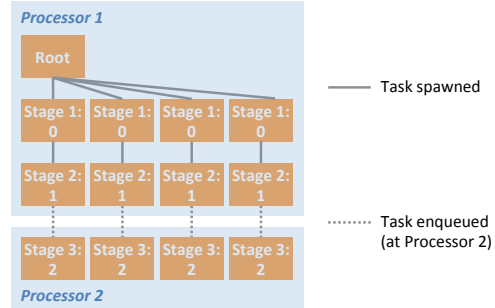 Processor 1
Root
Stage 1: Stage 1: Stage 1: Stage 1:
0 0 0 0
Stage 2: Stage 2: Stage 2: Stage 2:
1 1 1 1
Stage 3: Stage 3: Stage 3: Stage 3:
2 2 2 2
Processor 2
Task spawned
Task enqueued
(at Processor 2)